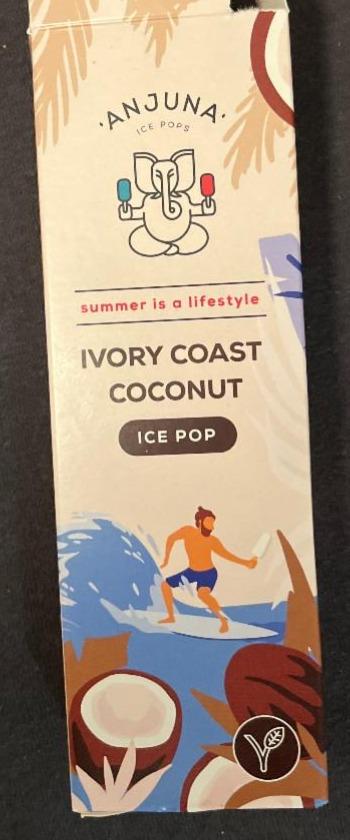 ·ANJUNA·
ICE POPS
summer is a lifestyle
IVORY COAST
COCONUT
ICE POP